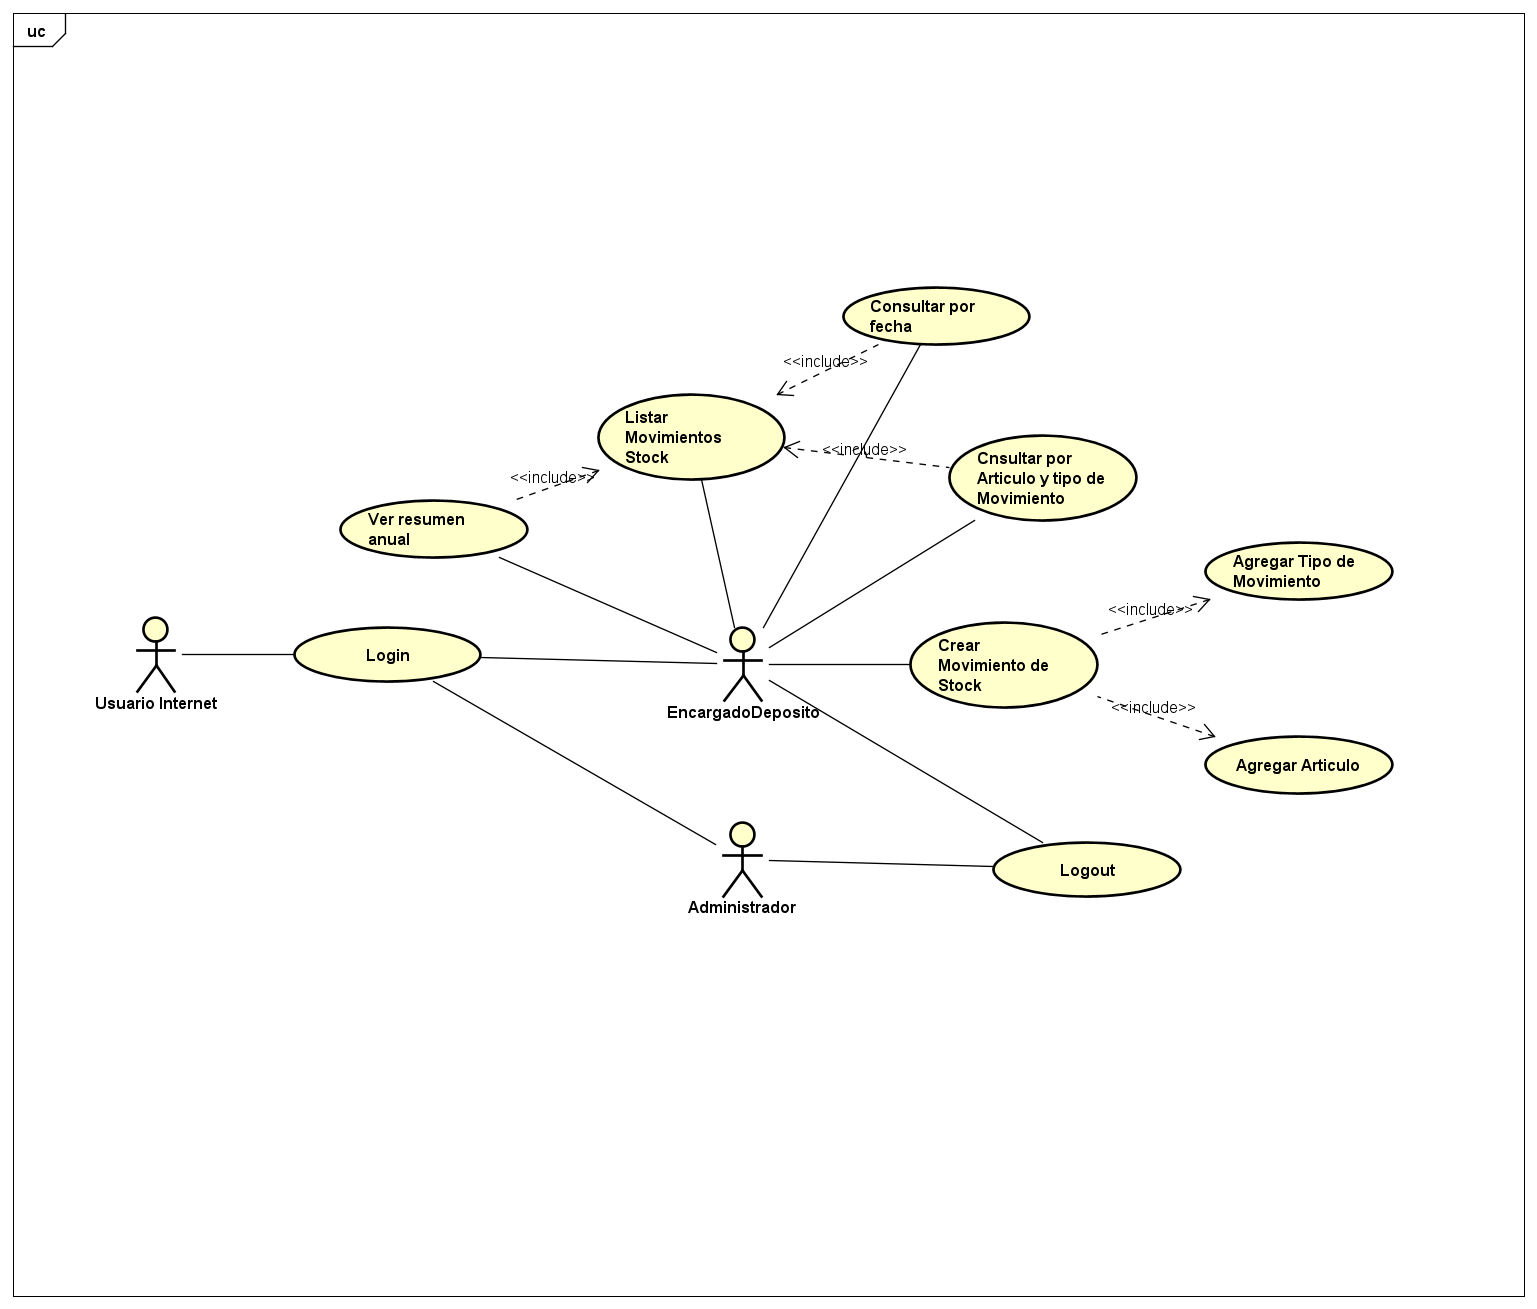 uc
Consultar por
fecha
<<include>>
Listar
Movimientos
Stock
<<include>>
Cnsultar por
Articulo y tipo de
Movimiento
<<include>>
Ver resumen
anual
Agregar Tipo de
Movimiento
<<include>>
Crear
Movimiento de
Stock
Login
Usuario Internet
EncargadoDeposito
<<include>>
Agregar Articulo
Logout
Administrador